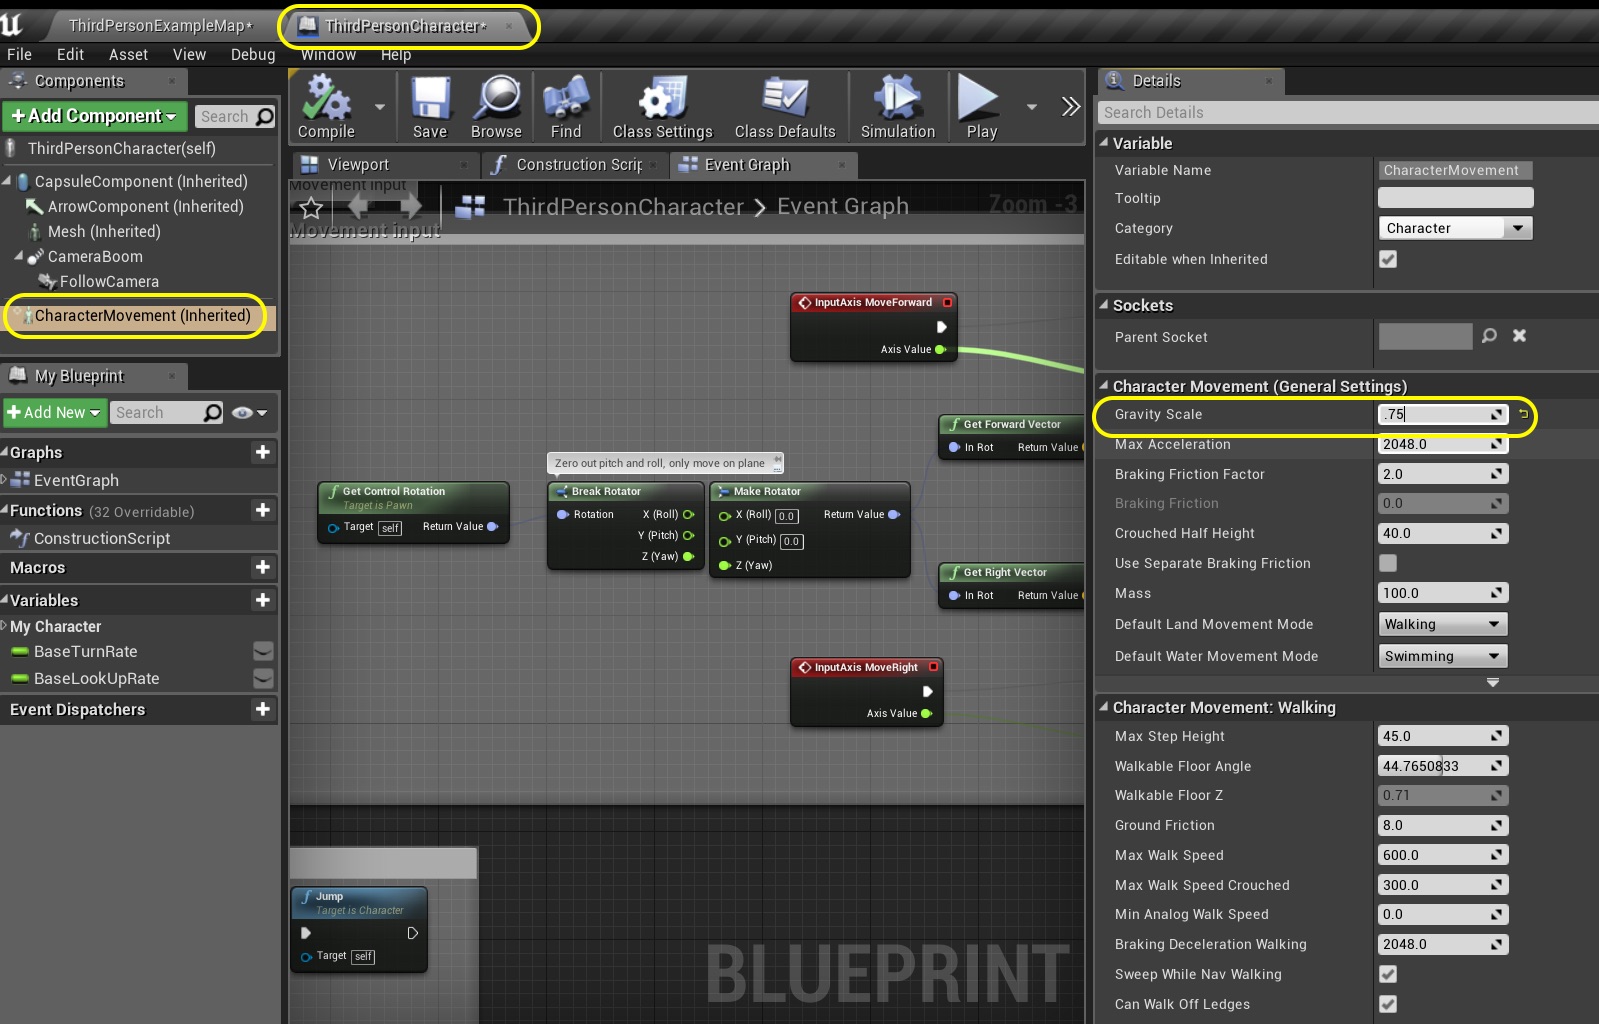 ThirdPersonExampleMap*
ThirdPersonCharacter*
File Edit Asset View Debug Window Help
Components
+Add Component
Search
ThirdPersonCharacter(self)
CapsuleComponent (Inherited)
ArrowComponent (Inherited)
Mesh (Inherited)
CameraBoom
FollowCamera
CharacterMovement (Inherited)
My Blueprint
+Add New
Search
Graphs
EventGraph
Functions (32 Overridable)
ConstructionScript
Macros
Variables
My Character
BaseTurnRate
BaseLookUpRate
Event Dispatchers
Compile
Save
Browse
Find
Class Settings
Class Defaults
Simulation
Play
Viewport
Construction Scrip
Event Graph
Movement Input
ThirdPersonCharacter > Event Graph
Zoom -3
Movement input
InputAxis MoveForward
Axis Value
Get Forward Vector
In Rot Return Value
Zero out pitch and roll, only move on plane
Get Control Rotation
Target is Pawn
Target self Return Value
Break Rotator
Rotation X (Roll)
Y (Pitch)
Z (Yaw)
Make Rotator
X (Roll) 0.0 Return Value
Y (Pitch) 0.0
Z (Yaw)
Get Right Vector
In Rot Return Value
InputAxis MoveRight
Axis Value
Jump
Target is Character
Target self
BLUEPRINT
Details
Search Details
Variable
Variable Name CharacterMovement
Tooltip
Category Character
Editable when Inherited
Sockets
Parent Socket
Character Movement (General Settings)
Gravity Scale .75
Max Acceleration 2048.0
Braking Friction Factor 2.0
Braking Friction 0.0
Crouched Half Height 40.0
Use Separate Braking Friction
Mass 100.0
Default Land Movement Mode Walking
Default Water Movement Mode Swimming
Character Movement: Walking
Max Step Height 45.0
Walkable Floor Angle 44.7650833
Walkable Floor Z 0.71
Ground Friction 8.0
Max Walk Speed 600.0
Max Walk Speed Crouched 300.0
Min Analog Walk Speed 0.0
Braking Deceleration Walking 2048.0
Sweep While Nav Walking
Can Walk Off Ledges